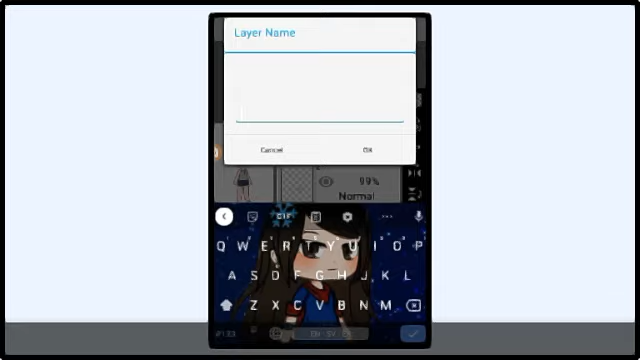 Layer Name
Cancel OK
99%
Normal
GIF
Q W E R T Y U I O P
A S D F G H J K L
Z X C V B N M